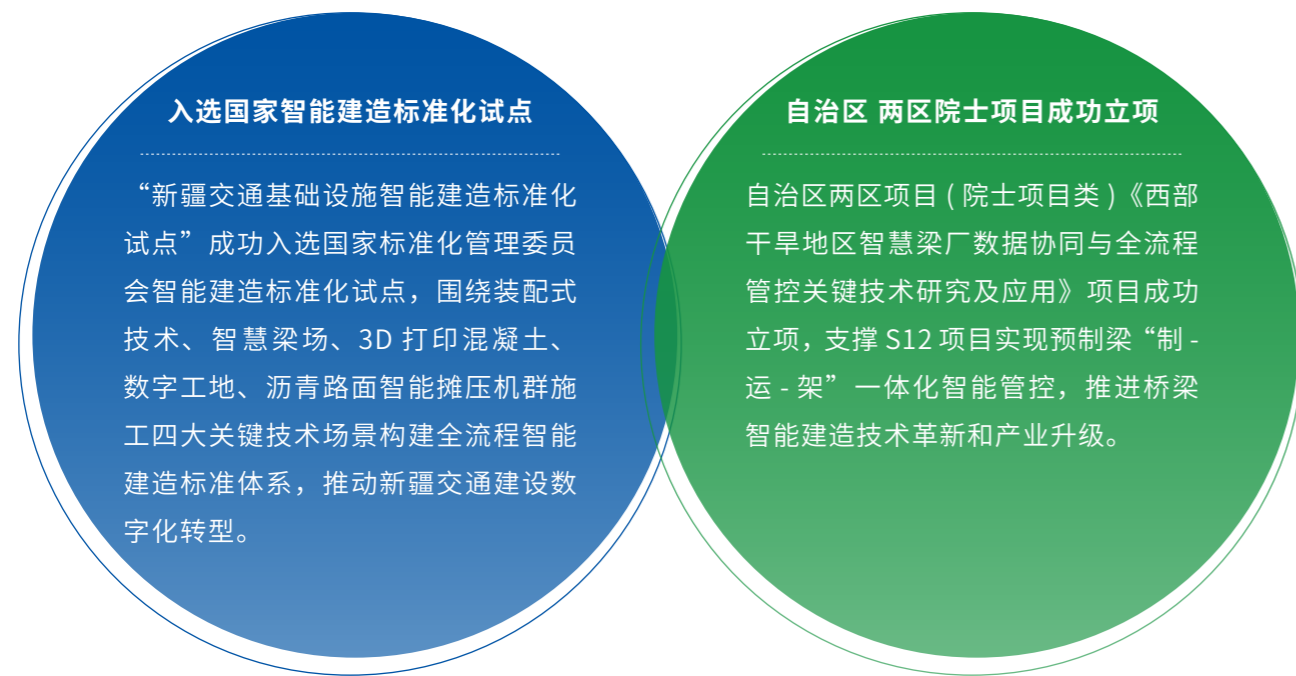 入选国家智能建造标准化试点
“新疆交通基础设施智能建造标准化
试点”成功入选国家标准化管理委员
会智能建造标准化试点，围绕装配式
技术、智慧梁场、3D 打印混凝土、
数字工地、沥青路面智能摊压机群施
工四大关键技术场景构建全流程智能
建造标准体系，推动新疆交通建设数
字化转型。
自治区 两区院士项目成功立项
自治区两区项目 ( 院士项目类 )《西部
干旱地区智慧梁厂数据协同与全流程
管控关键技术研究及应用》项目成功
立项，支撑 S12 项目实现预制梁“制 -
运 - 架”一体化智能管控，推进桥梁
智能建造技术革新和产业升级。